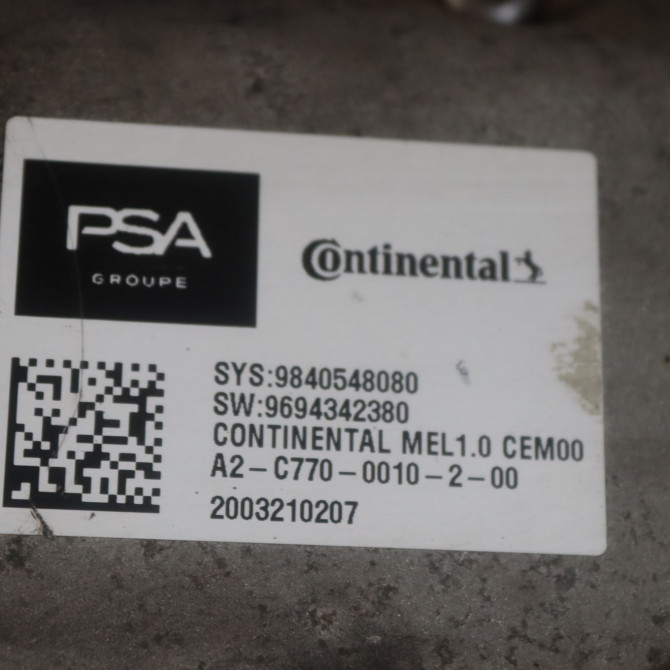 PSA
GROUPE
Continental
SYS:9840548080
SW:9694342380
CONTINENTAL MEL1.0 CEM00
A2-C770-0010-2-00
2003210207